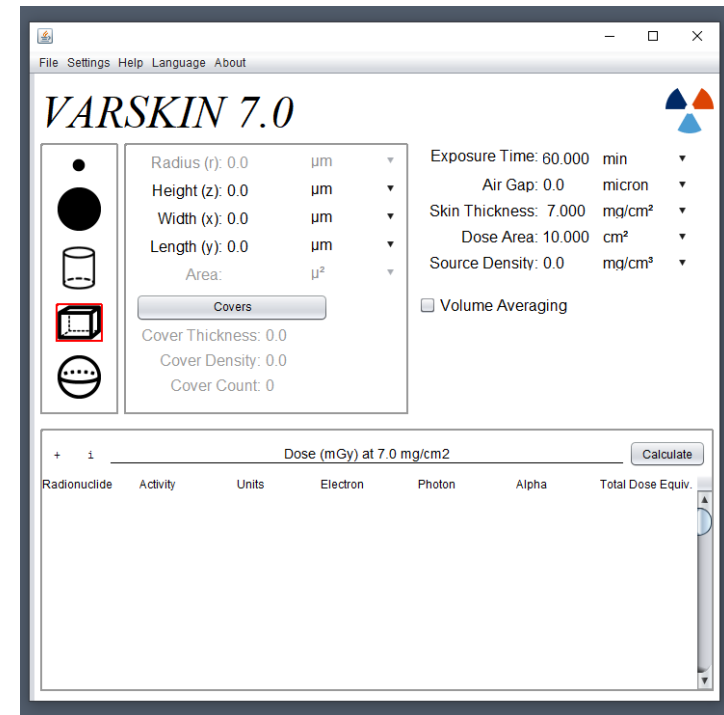 File Settings Help Language About
VARSKIN 7.0
Radius (r): 0.0 µm
Height (z): 0.0 µm
Width (x): 0.0 µm
Length (y): 0.0 µm
Area: µ²
Covers
Cover Thickness: 0.0
Cover Density: 0.0
Cover Count: 0
Exposure Time: 60.000 min
Air Gap: 0.0 micron
Skin Thickness: 7.000 mg/cm²
Dose Area: 10.000 cm²
Source Density: 0.0 mg/cm³
Volume Averaging
+ i Dose (mGy) at 7.0 mg/cm2 Calculate
Radionuclide Activity Units Electron Photon Alpha Total Dose Equiv.